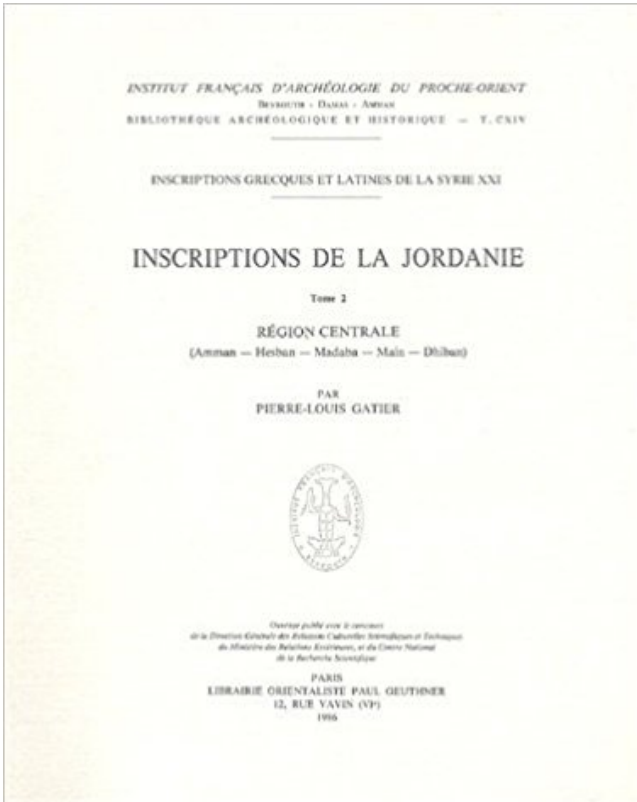 INSTITUT FRANÇAIS D'ARCHÉOLOGIE DU PROCHE-ORIENT
BEYROUTH - DAMAS - AMMAN
BIBLIOTHÈQUE ARCHÉOLOGIQUE ET HISTORIQUE — T. CXIV
INSCRIPTIONS GRECQUES ET LATINES DE LA SYRIE XXI
INSCRIPTIONS DE LA JORDANIE
Tome 2
RÉGION CENTRALE
(Amman — Hesban — Madaba — Main — Dhiban)
PAR
PIERRE-LOUIS GATIER
INSTITUT FRANÇAIS D'ARCHÉOLOGIE
BEYROUTH
Ouvrage publié avec le concours
de la Direction Générale des Relations Culturelles Scientifiques et Techniques
du Ministère des Relations Extérieures, et du Centre National
de la Recherche Scientifique
PARIS
LIBRAIRIE ORIENTALISTE PAUL GEUTHNER
12, RUE VAVIN (VIᵉ)
1986